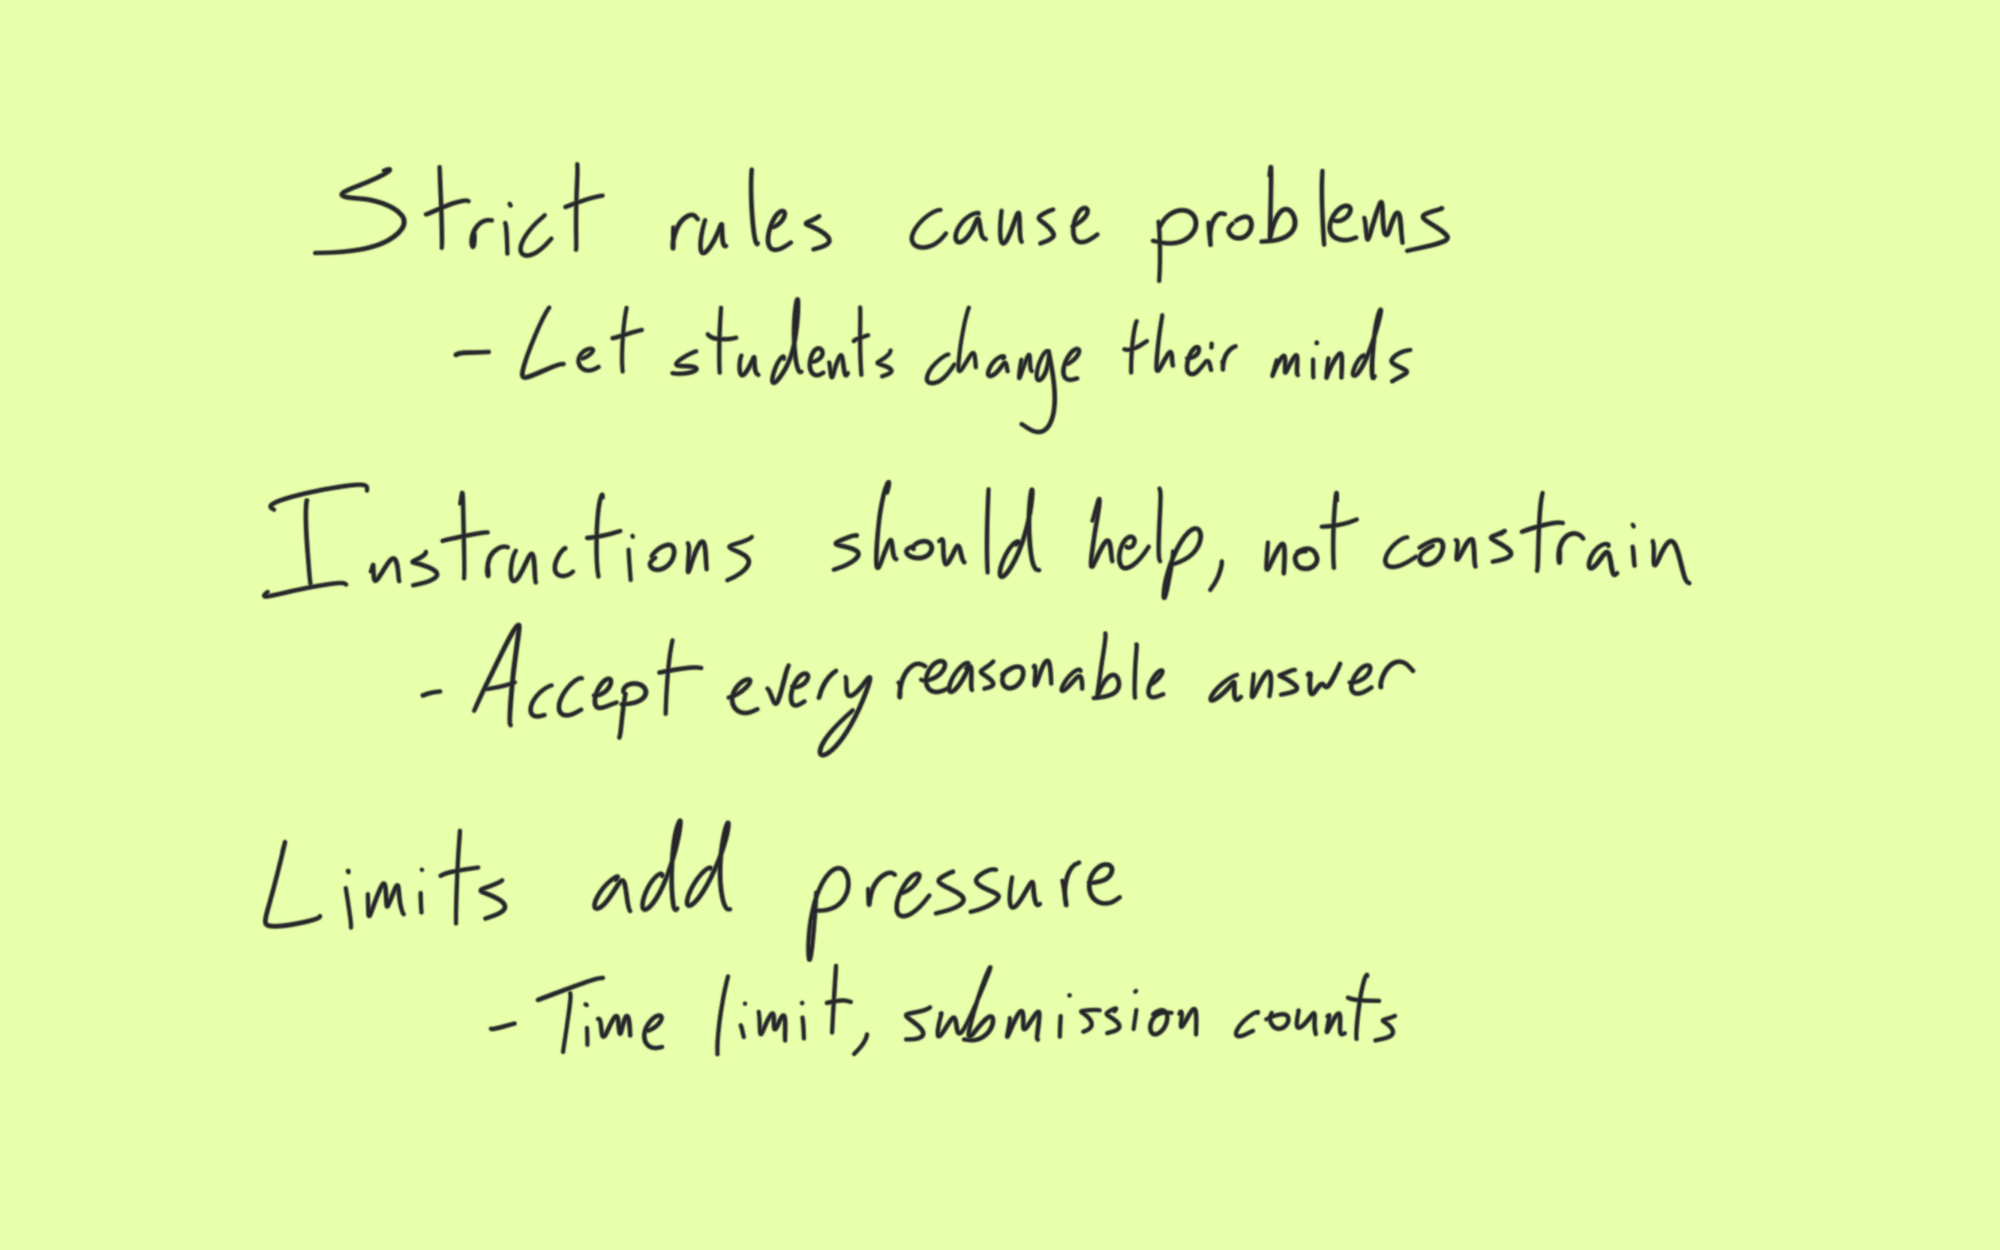 Strict rules cause problems
- Let students change their minds
Instructions should help, not constrain
- Accept every reasonable answer
Limits add pressure
- Time limit, submission counts